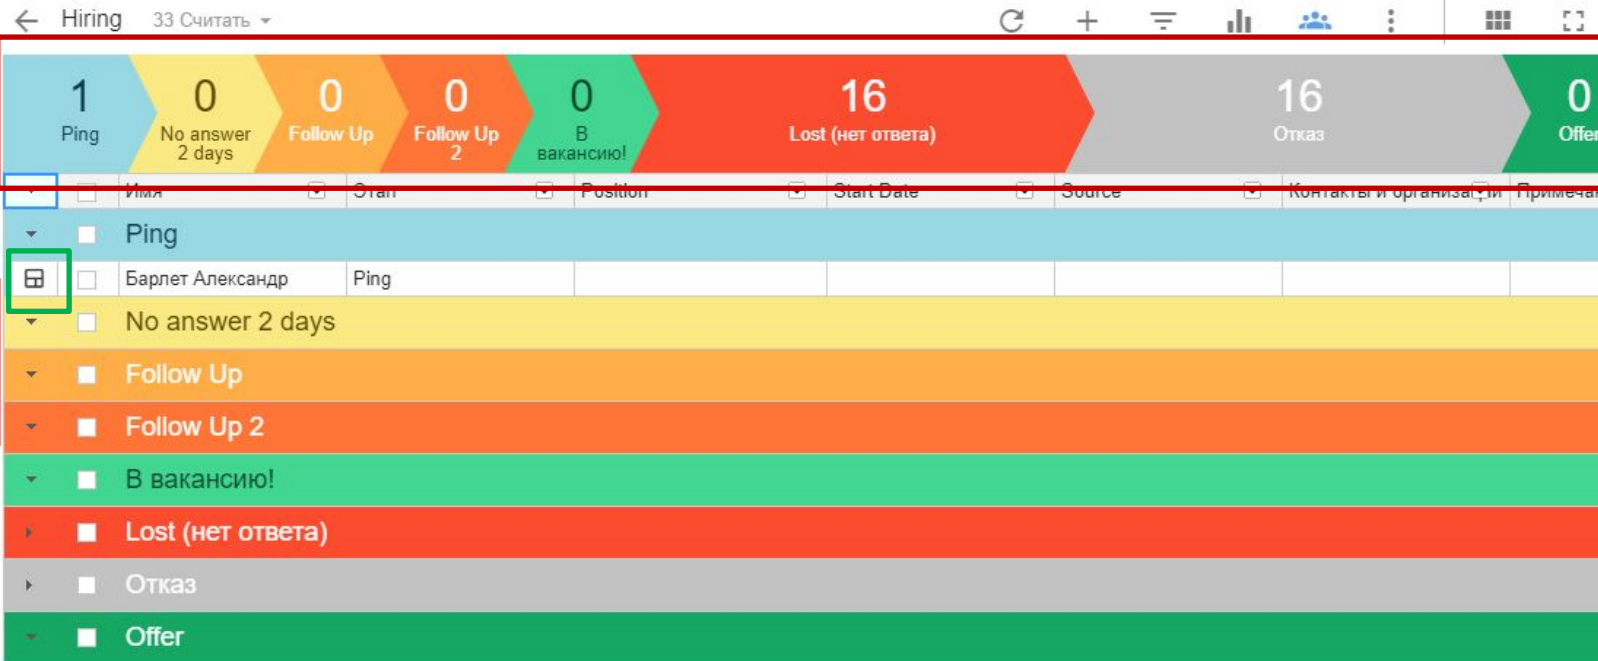 Hiring 33 Считать
1 0 0 0 0 16 16 0
Ping No answer Follow Up Follow Up В Lost (нет ответа) Отказ Offer
2 days 2 вакансию!
Имя Этап Position Start Date Source Контакты и организации Примеча
Ping
Барлет Александр Ping
No answer 2 days
Follow Up
Follow Up 2
В вакансию!
Lost (нет ответа)
Отказ
Offer